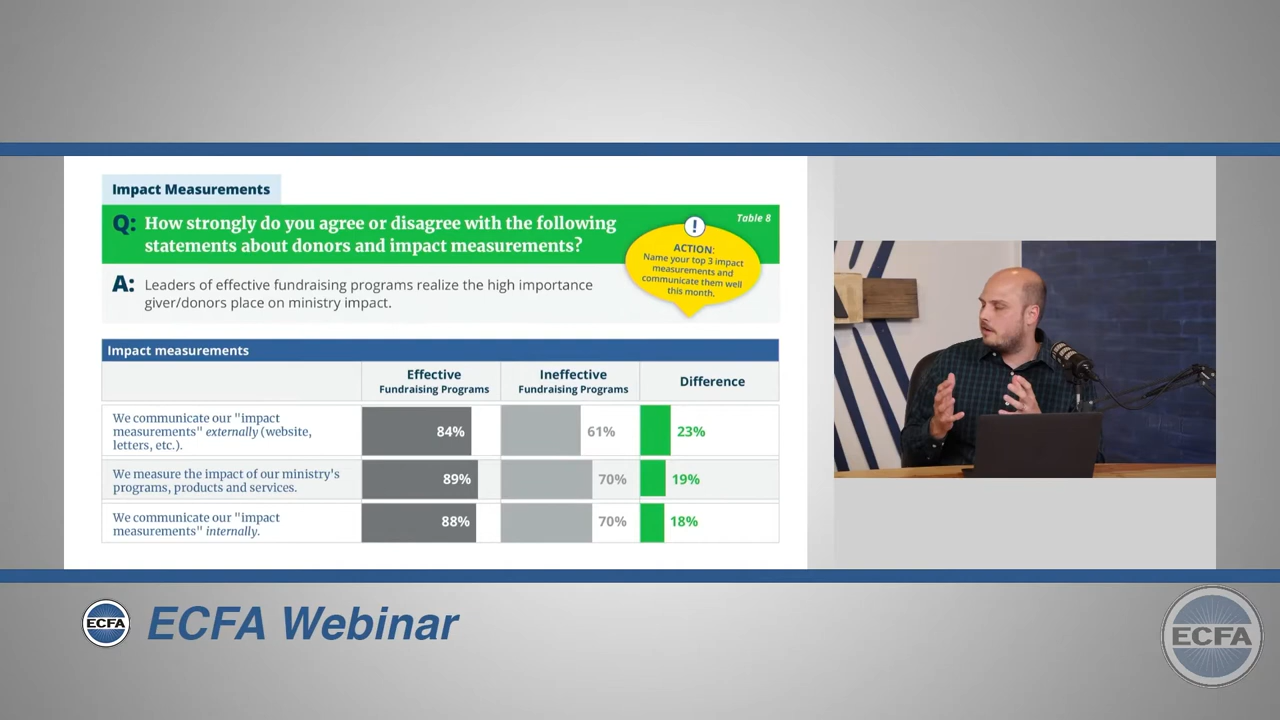 Impact Measurements
Q: How strongly do you agree or disagree with the following
statements about donors and impact measurements?
Table 8
!
ACTION:
Name your top 3 impact
measurements and
communicate them well
this month.
A: Leaders of effective fundraising programs realize the high importance
giver/donors place on ministry impact.
Impact measurements
Effective
Fundraising Programs
Ineffective
Fundraising Programs
Difference
We communicate our "impact
measurements" externally (website,
letters, etc.).
84%
61%
23%
We measure the impact of our ministry's
programs, products and services.
89%
70%
19%
We communicate our "impact
measurements" internally.
88%
70%
18%
ECFA
ECFA Webinar
ECFA